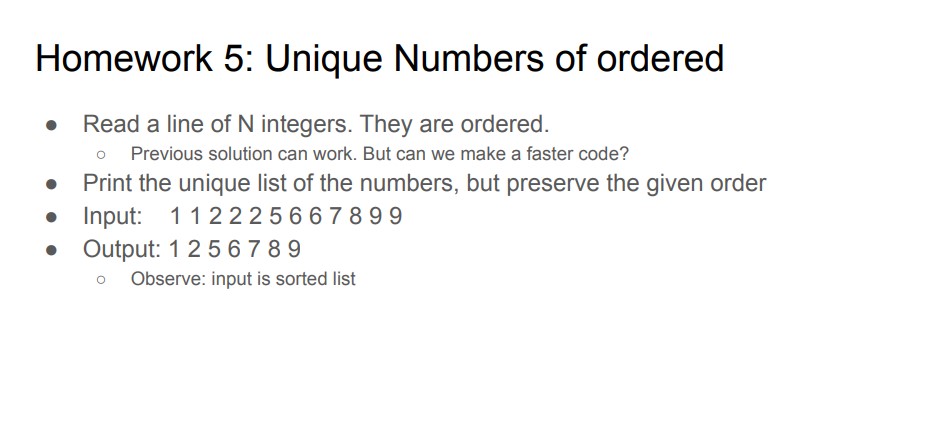 Homework 5: Unique Numbers of ordered
● Read a line of N integers. They are ordered.
○ Previous solution can work. But can we make a faster code?
● Print the unique list of the numbers, but preserve the given order
● Input: 1 1 2 2 2 5 6 6 7 8 9 9
● Output: 1 2 5 6 7 8 9
○ Observe: input is sorted list